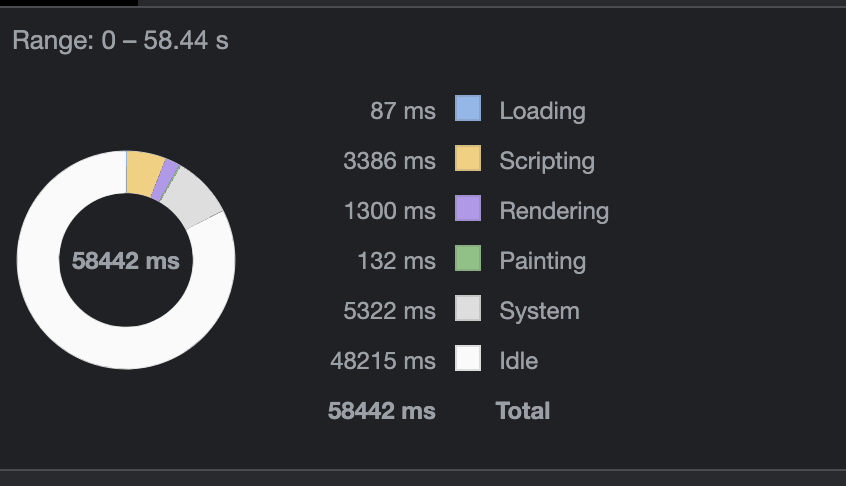 Range: 0 – 58.44 s
87 ms Loading
3386 ms Scripting
1300 ms Rendering
58442 ms
132 ms Painting
5322 ms System
48215 ms Idle
58442 ms Total